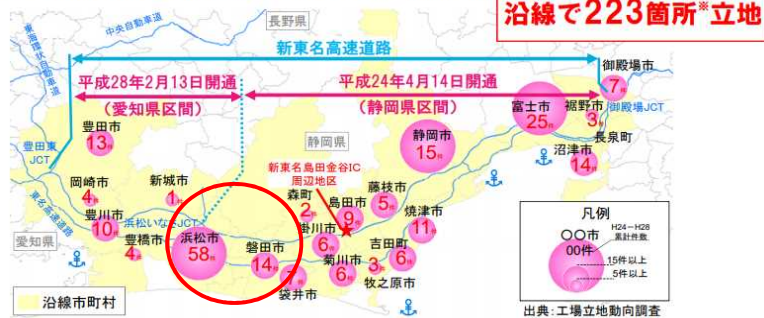 沿線で223箇所※立地
長野県
中央自動車道
東海環状自動車道
新東名高速道路
御殿場市
7件
平成28年2月13日開通
(愛知県区間)
平成24年4月14日開通
(静岡県区間)
富士市
25件
裾野市
3件
御殿場JCT
長泉町
豊田市
13件
豊田東
JCT
静岡県
静岡市
15件
沼津市
14件
新東名島田金谷IC
周辺地区
岡崎市
4件
新城市
1件
森町
2件
島田市
9件
藤枝市
5件
東名高速道路
豊川市
10件
浜松いなさJCT
掛川市
6件
焼津市
11件
愛知県
豊橋市
4件
浜松市
58件
磐田市
14件
袋井市
7件
菊川市
6件
牧之原市
3件
吉田町
6件
沿線市町村
凡例
〇〇市
00件
H24-H28
累計件数
15件以上
5件以上
出典:工場立地動向調査